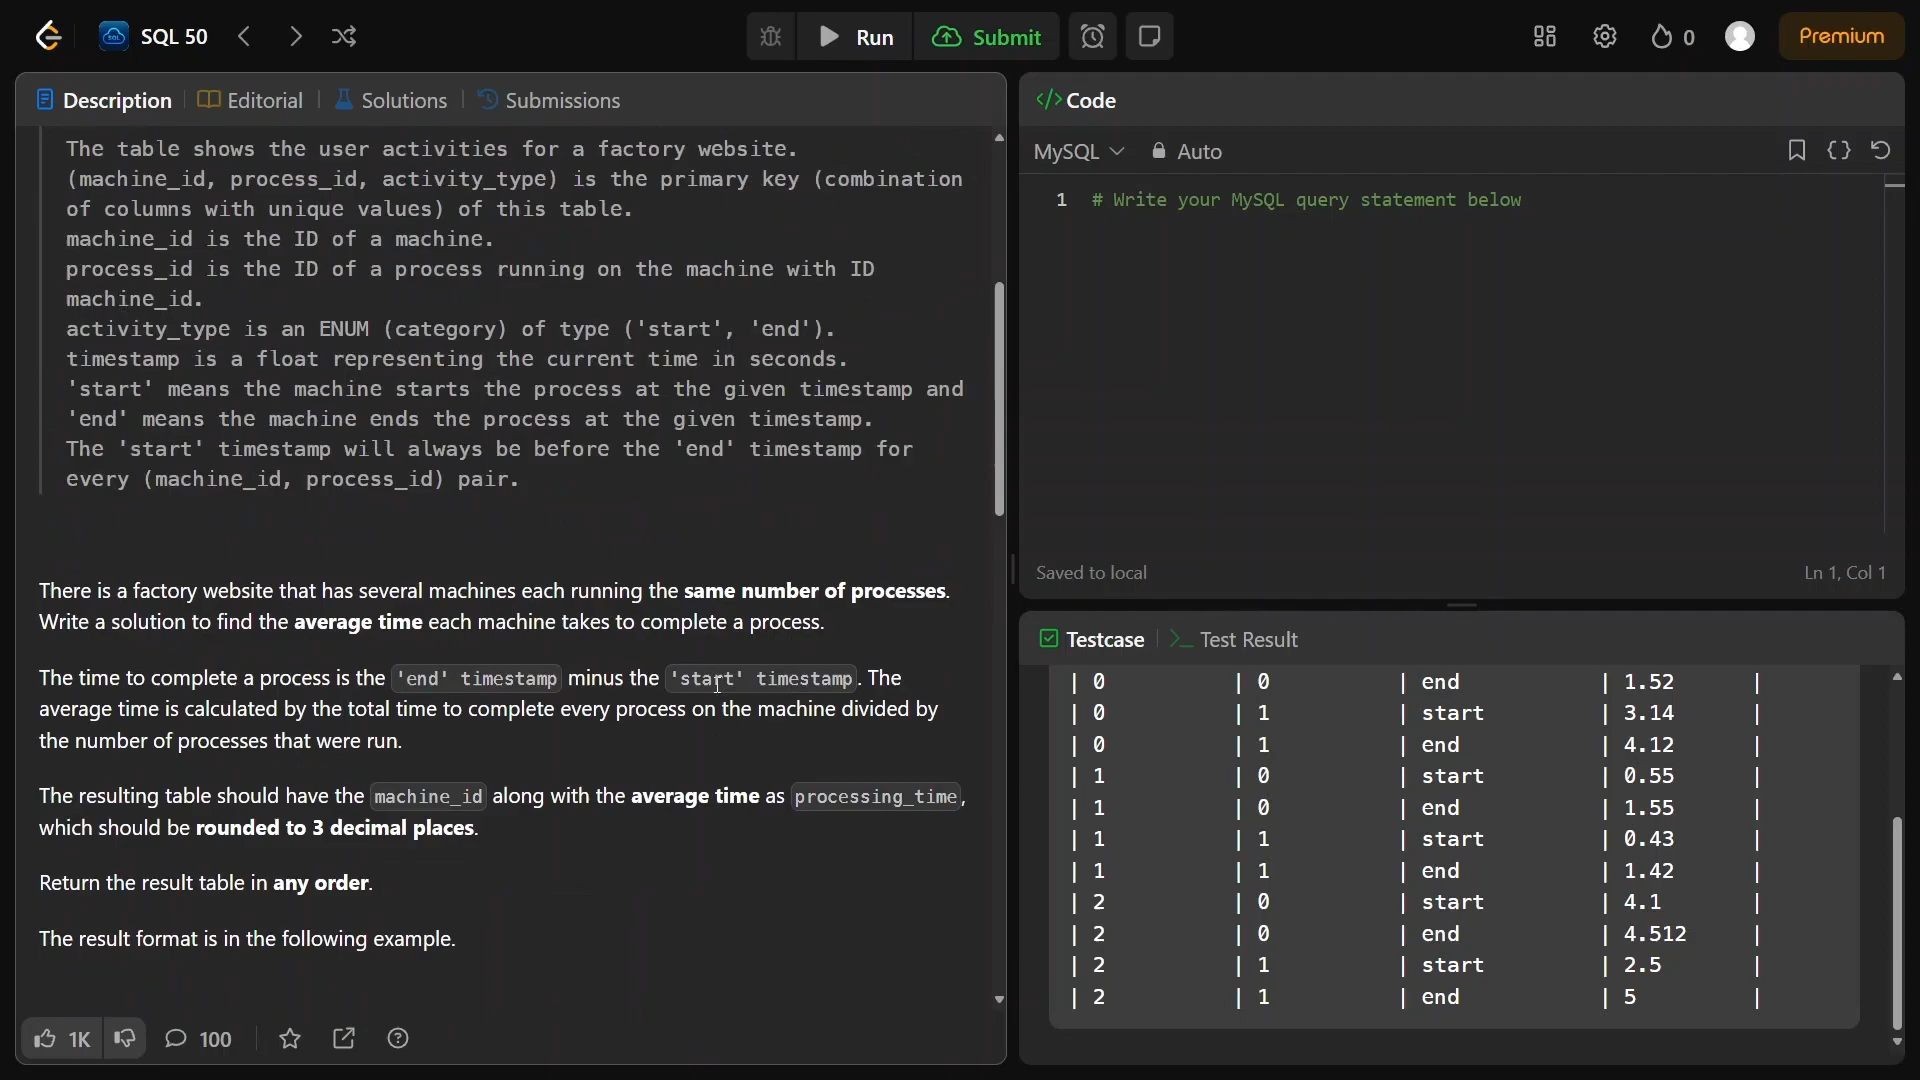 SQL 50
Run
Submit
0
Premium
Description
Editorial
Solutions
Submissions
The table shows the user activities for a factory website.
(machine_id, process_id, activity_type) is the primary key (combination
of columns with unique values) of this table.
machine_id is the ID of a machine.
process_id is the ID of a process running on the machine with ID
machine_id.
activity_type is an ENUM (category) of type ('start', 'end').
timestamp is a float representing the current time in seconds.
'start' means the machine starts the process at the given timestamp and
'end' means the machine ends the process at the given timestamp.
The 'start' timestamp will always be before the 'end' timestamp for
every (machine_id, process_id) pair.
There is a factory website that has several machines each running the same number of processes.
Write a solution to find the average time each machine takes to complete a process.
The time to complete a process is the 'end' timestamp minus the 'start' timestamp. The
average time is calculated by the total time to complete every process on the machine divided by
the number of processes that were run.
The resulting table should have the machine_id along with the average time as processing_time,
which should be rounded to 3 decimal places.
Return the result table in any order.
The result format is in the following example.
1K
100
</> Code
MySQL
Auto
{}
1 # Write your MySQL query statement below
Saved to local
Ln 1, Col 1
Testcase
>_ Test Result
| 0 | 0 | end | 1.52 |
| 0 | 1 | start | 3.14 |
| 0 | 1 | end | 4.12 |
| 1 | 0 | start | 0.55 |
| 1 | 0 | end | 1.55 |
| 1 | 1 | start | 0.43 |
| 1 | 1 | end | 1.42 |
| 2 | 0 | start | 4.1 |
| 2 | 0 | end | 4.512 |
| 2 | 1 | start | 2.5 |
| 2 | 1 | end | 5 |